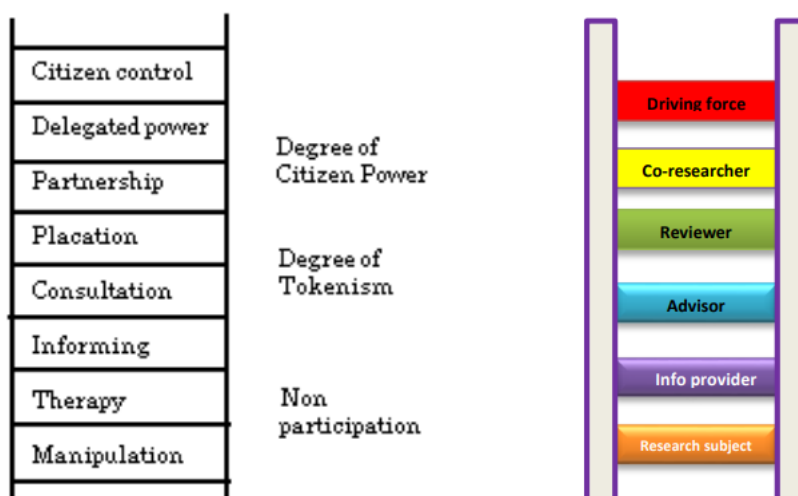 Citizen control
Delegated power
Partnership
Placation
Consultation
Informing
Therapy
Manipulation
Degree of
Citizen Power
Degree of
Tokenism
Non
participation
Driving force
Co-researcher
Reviewer
Advisor
Info provider
Research subject